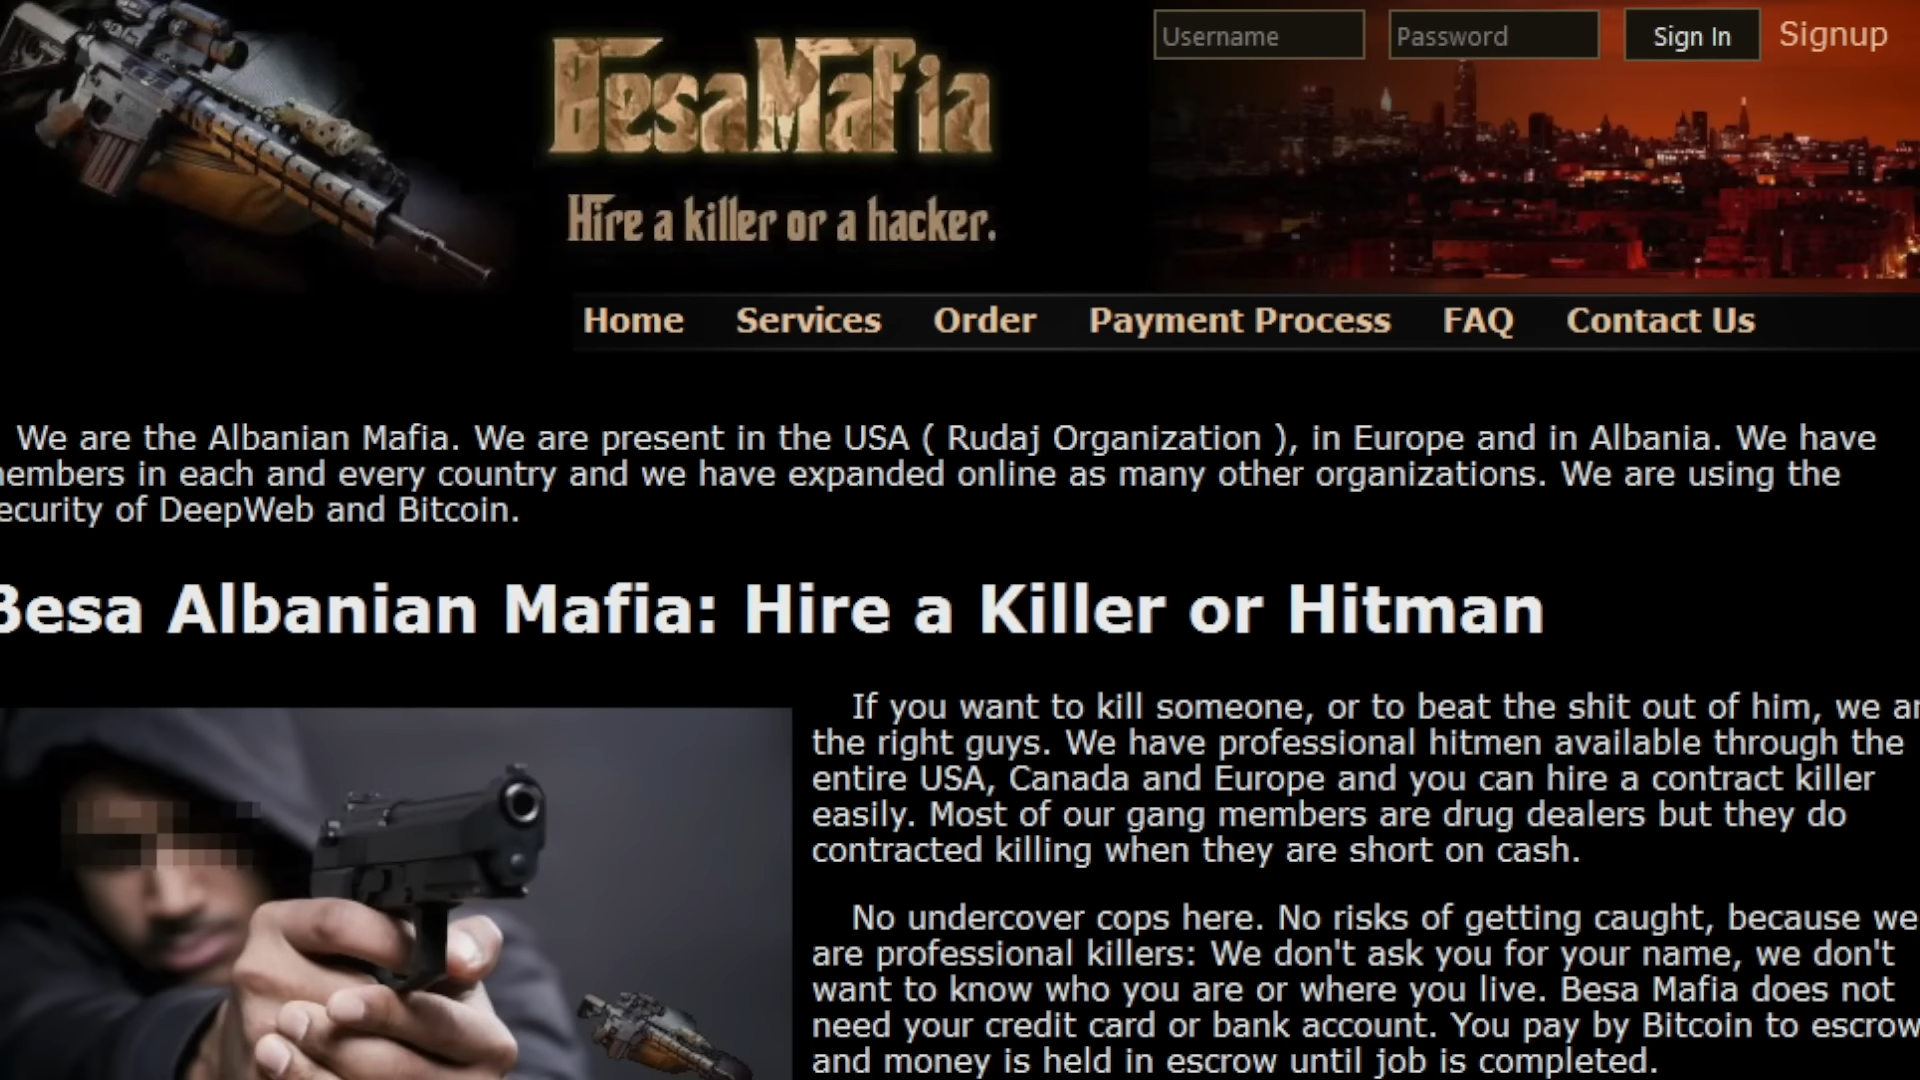 Username Password Sign In Signup
BesaMafia
Hire a killer or a hacker.
Home Services Order Payment Process FAQ Contact Us
We are the Albanian Mafia. We are present in the USA ( Rudaj Organization ), in Europe and in Albania. We have
embers in each and every country and we have expanded online as many other organizations. We are using the
ecurity of DeepWeb and Bitcoin.
Besa Albanian Mafia: Hire a Killer or Hitman
If you want to kill someone, or to beat the shit out of him, we ar
the right guys. We have professional hitmen available through the
entire USA, Canada and Europe and you can hire a contract killer
easily. Most of our gang members are drug dealers but they do
contracted killing when they are short on cash.
No undercover cops here. No risks of getting caught, because we
are professional killers: We don't ask you for your name, we don't
want to know who you are or where you live. Besa Mafia does not
need your credit card or bank account. You pay by Bitcoin to escrow
and money is held in escrow until job is completed.